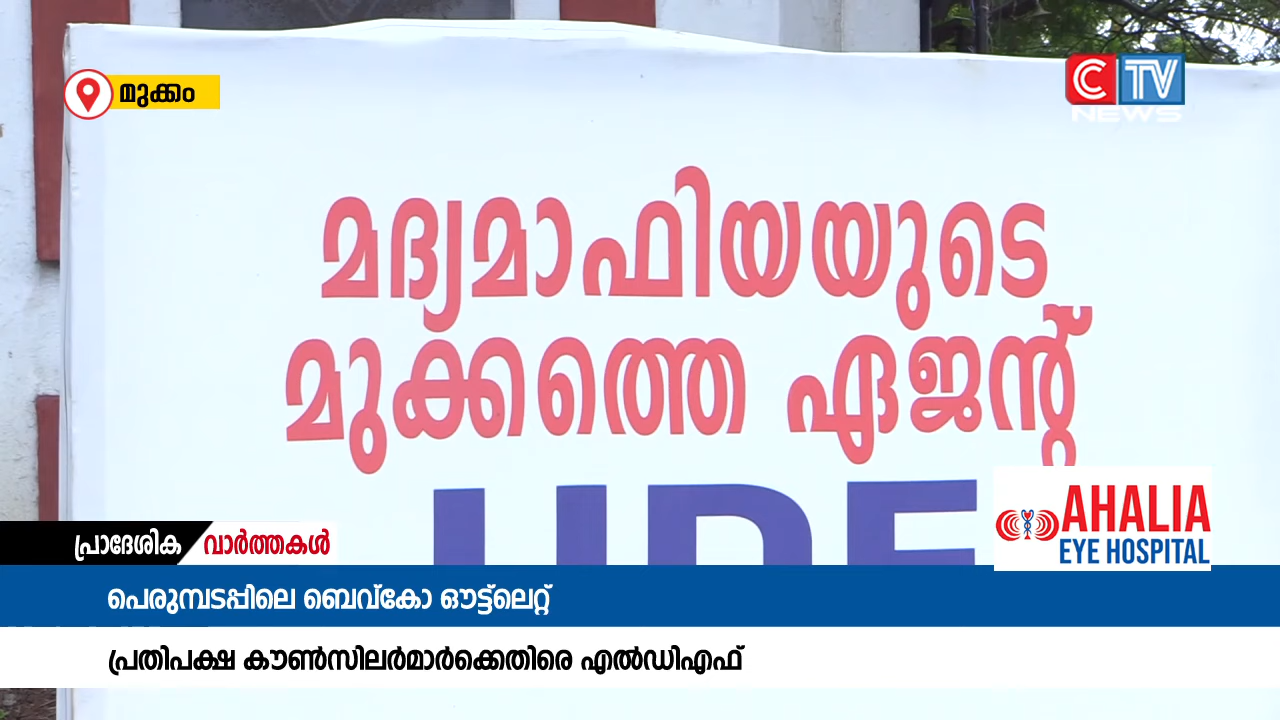 മുക്കം
CTV
NEWS
മദ്യമാഫിയയുടെ
മുക്കത്തെ ഏജന്റ്
UDF
AHALIA
EYE HOSPITAL
പ്രാദേശിക വാർത്തകൾ
പെരുമ്പടപ്പിലെ ബെവ്കോ ഔട്ട്ലെറ്റ്
പ്രതിപക്ഷ കൗൺസിലർമാർക്കെതിരെ എൽഡിഎഫ്